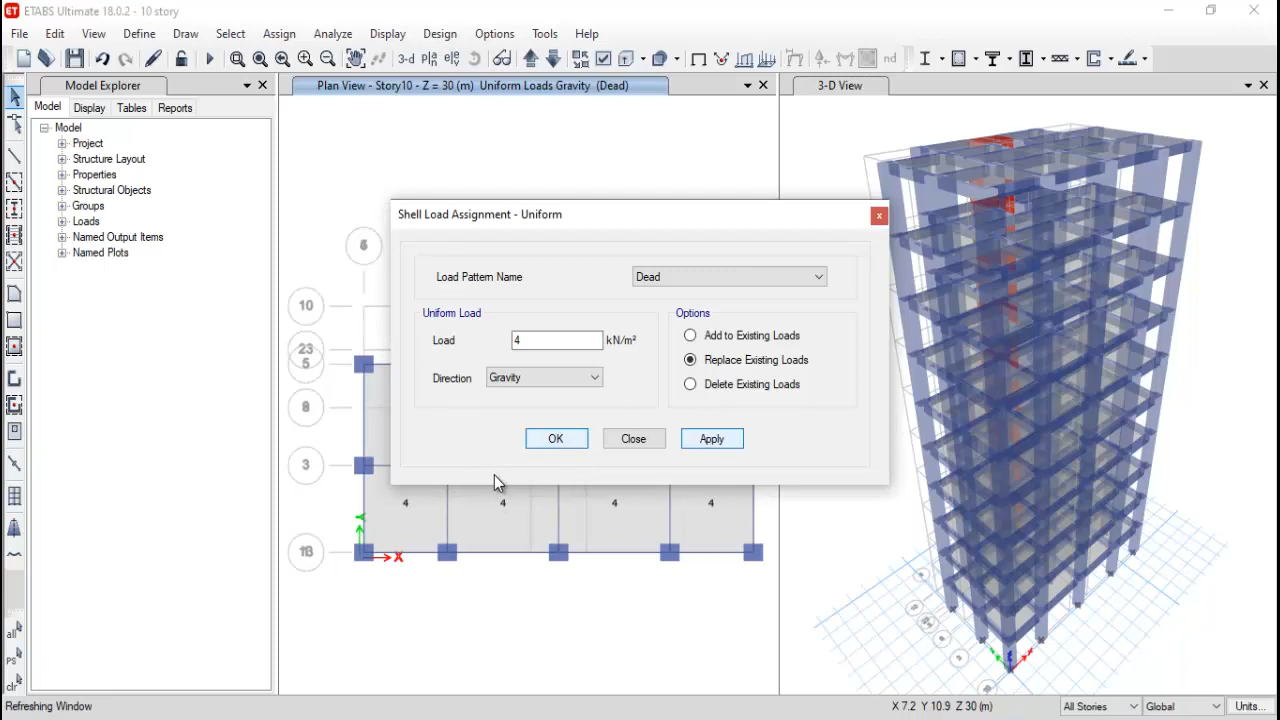 ETABS Ultimate 18.0.2 - 10 story
File Edit View Define Draw Select Assign Analyze Display Design Options Tools Help
3-d
nd
Model Explorer
Plan View - Story10 - Z = 30 (m) Uniform Loads Gravity (Dead)
3-D View
Model Display Tables Reports
Model
Project
Structure Layout
Properties
Structural Objects
Groups
Loads
Named Output Items
Named Plots
10
5
3
Shell Load Assignment - Uniform
Load Pattern Name
Dead
Uniform Load
Load
4
kN/m²
Direction
Gravity
Options
Add to Existing Loads
Replace Existing Loads
Delete Existing Loads
OK
Close
Apply
4 4 4 4
Y
X
all
ps
clr
Refreshing Window
X 7.2 Y 10.9 Z 30 (m)
All Stories
Global
Units...